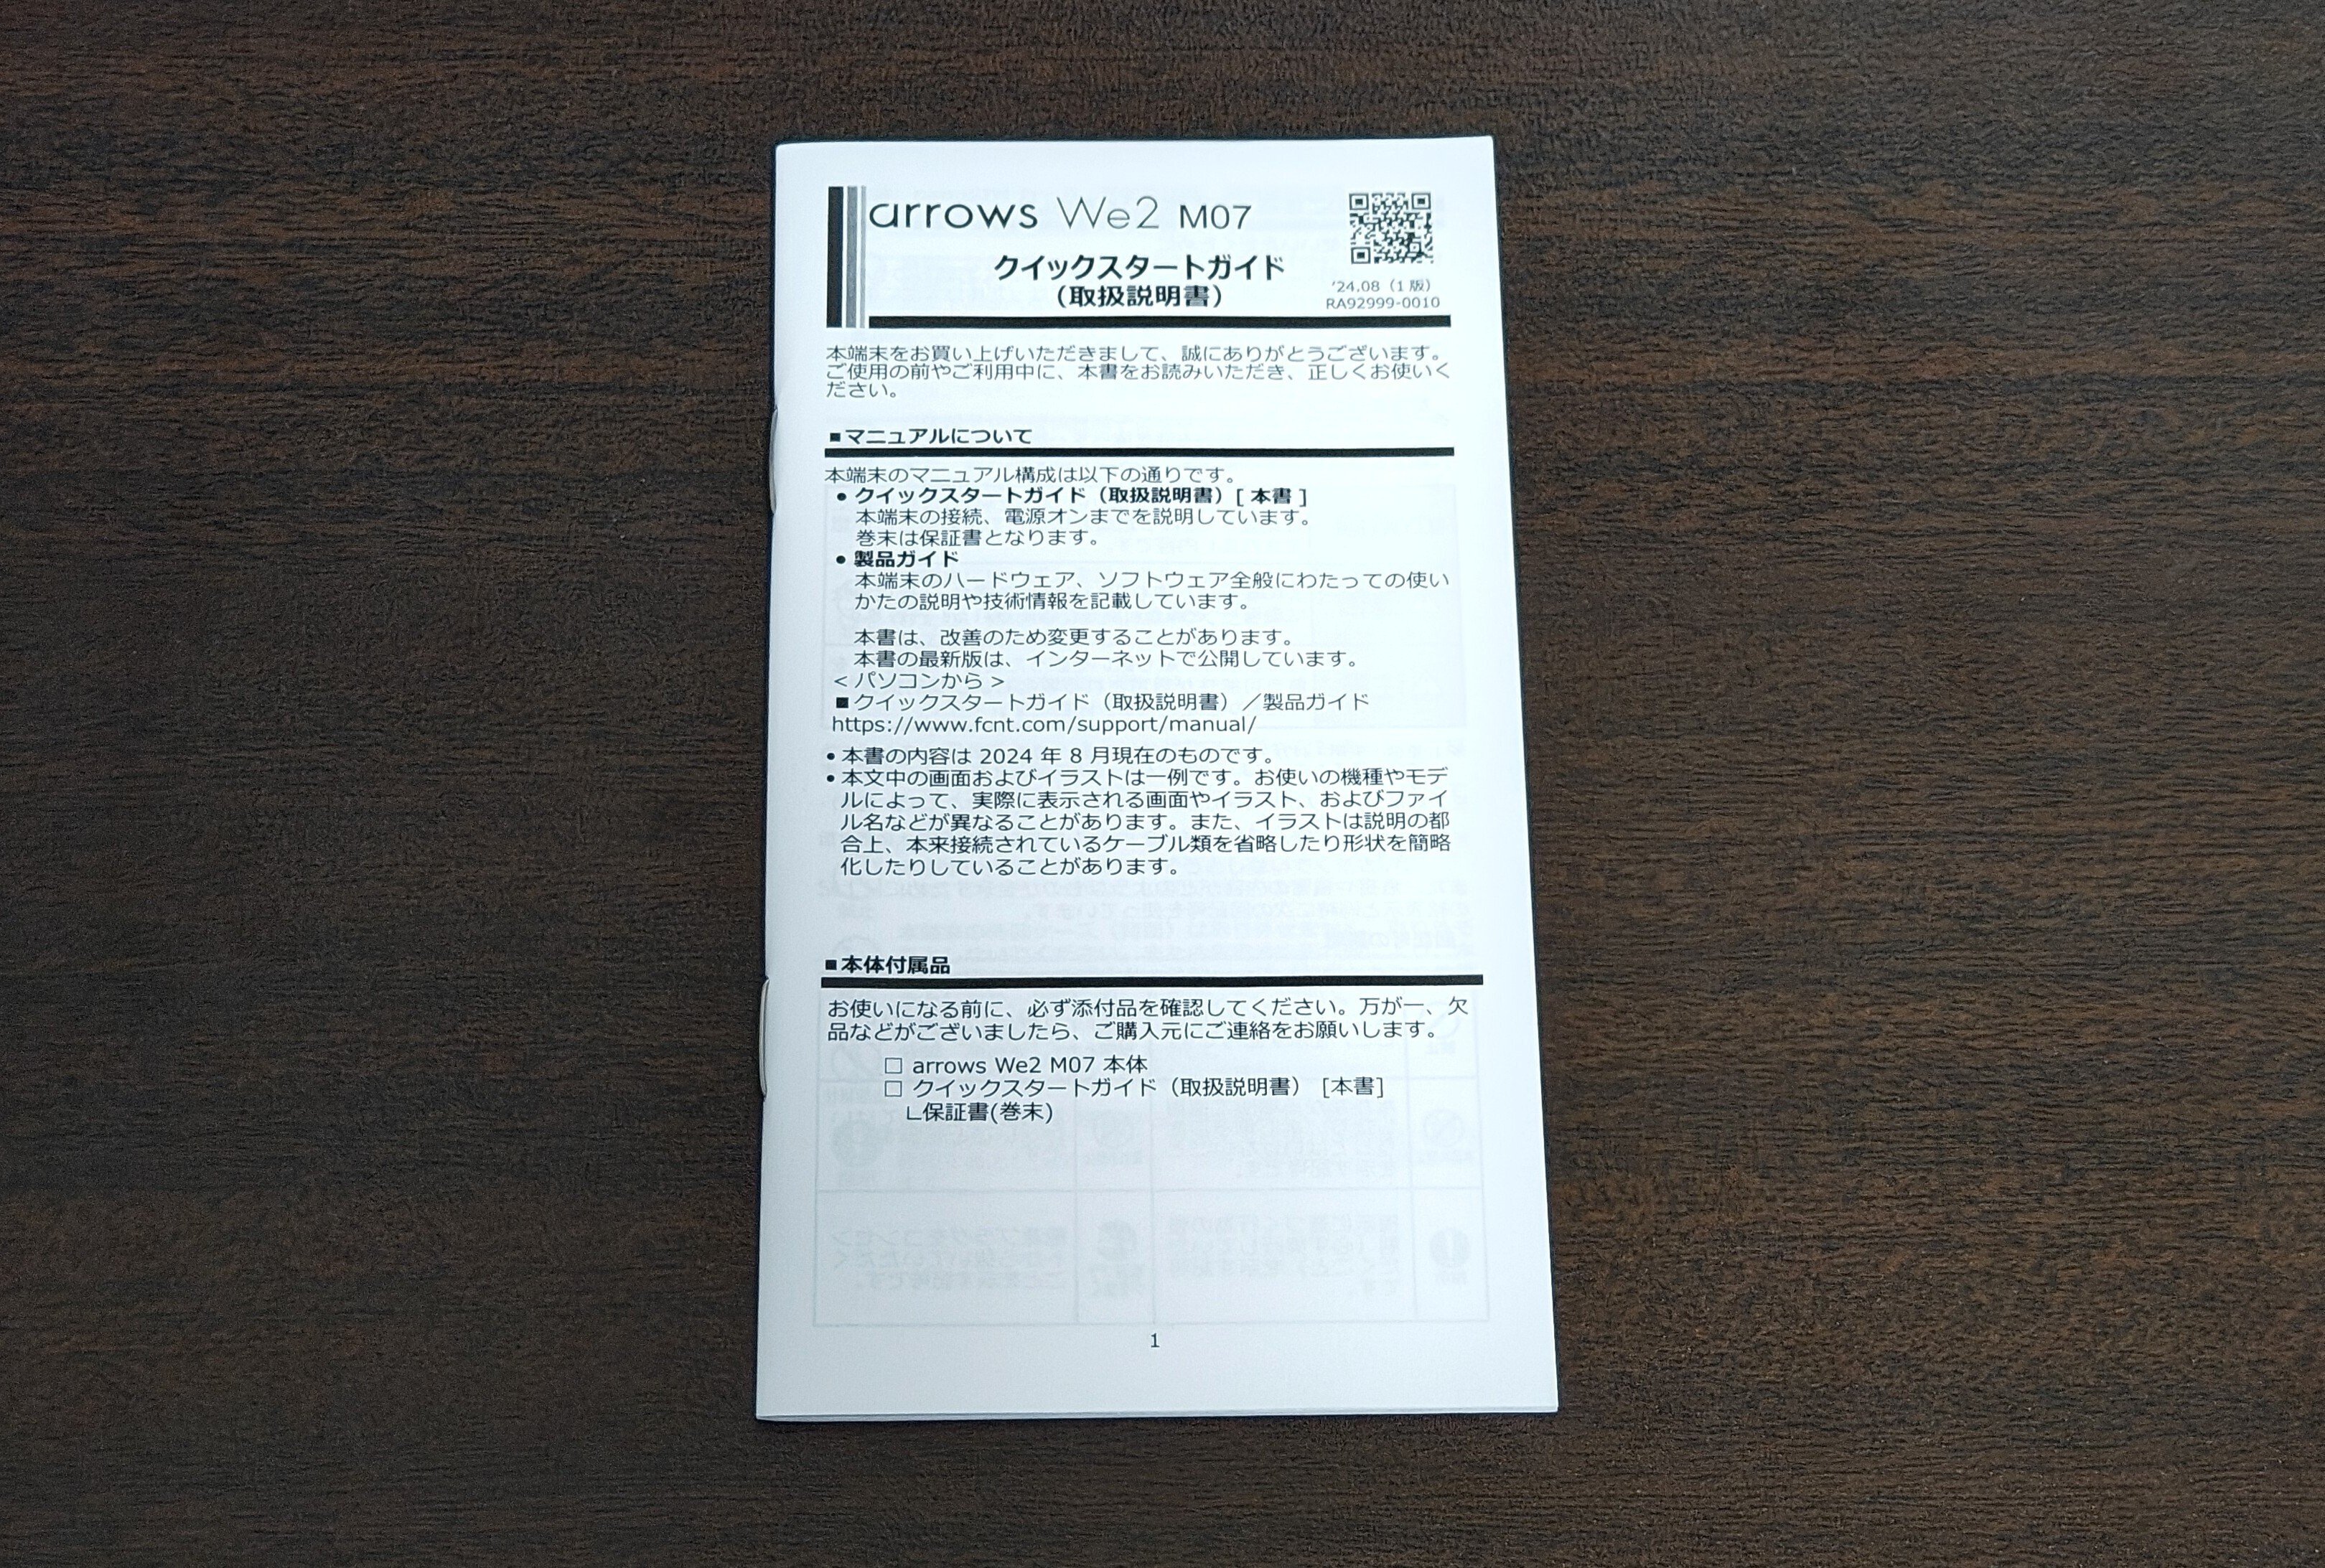 arrows We2 M07
クイックスタートガイド
（取扱説明書）
'24.08（1 版）
RA92999-0010
本端末をお買い上げいただきまして、誠にありがとうございます。
ご使用の前やご利用中に、本書をお読みいただき、正しくお使いく
ださい。
■マニュアルについて
本端末のマニュアル構成は以下の通りです。
● クイックスタートガイド（取扱説明書）[ 本書 ]
本端末の接続、電源オンまでを説明しています。
巻末は保証書となります。
● 製品ガイド
本端末のハードウェア、ソフトウェア全般にわたっての使い
かたの説明や技術情報を記載しています。
本書は、改善のため変更することがあります。
本書の最新版は、インターネットで公開しています。
< パソコンから >
■クイックスタートガイド（取扱説明書）／製品ガイド
https://www.fcnt.com/support/manual/
• 本書の内容は 2024 年 8 月現在のものです。
• 本文中の画面およびイラストは一例です。お使いの機種やモデ
ルによって、実際に表示される画面やイラスト、およびファイ
ル名などが異なることがあります。また、イラストは説明の都
合上、本来接続されているケーブル類を省略したり形状を簡略
化したりしていることがあります。
■本体付属品
お使いになる前に、必ず添付品を確認してください。万が一、欠
品などがございましたら、ご購入元にご連絡をお願いします。
□ arrows We2 M07 本体
□ クイックスタートガイド（取扱説明書） [本書]
∟保証書(巻末)
1